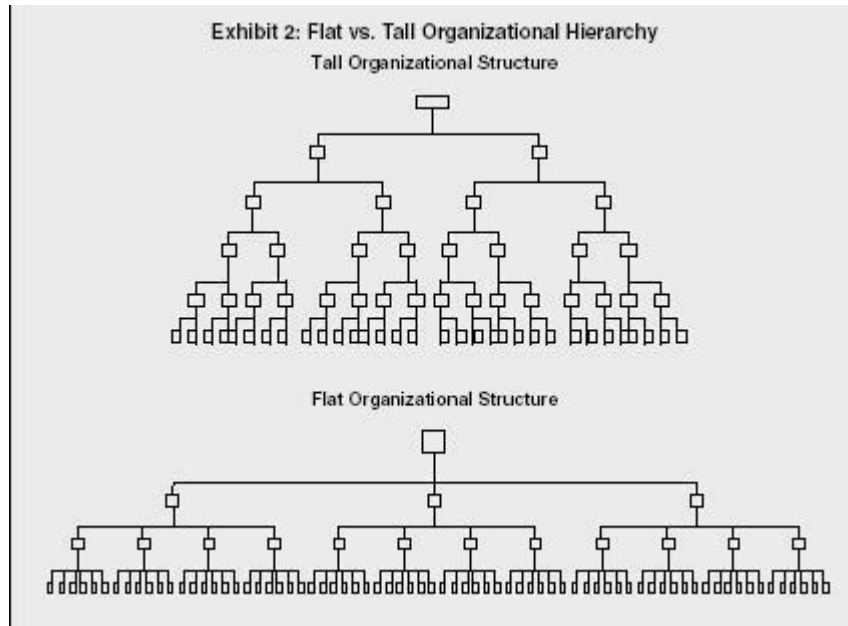 Exhibit 2: Flat vs. Tall Organizational Hierarchy
Tall Organizational Structure
Flat Organizational Structure